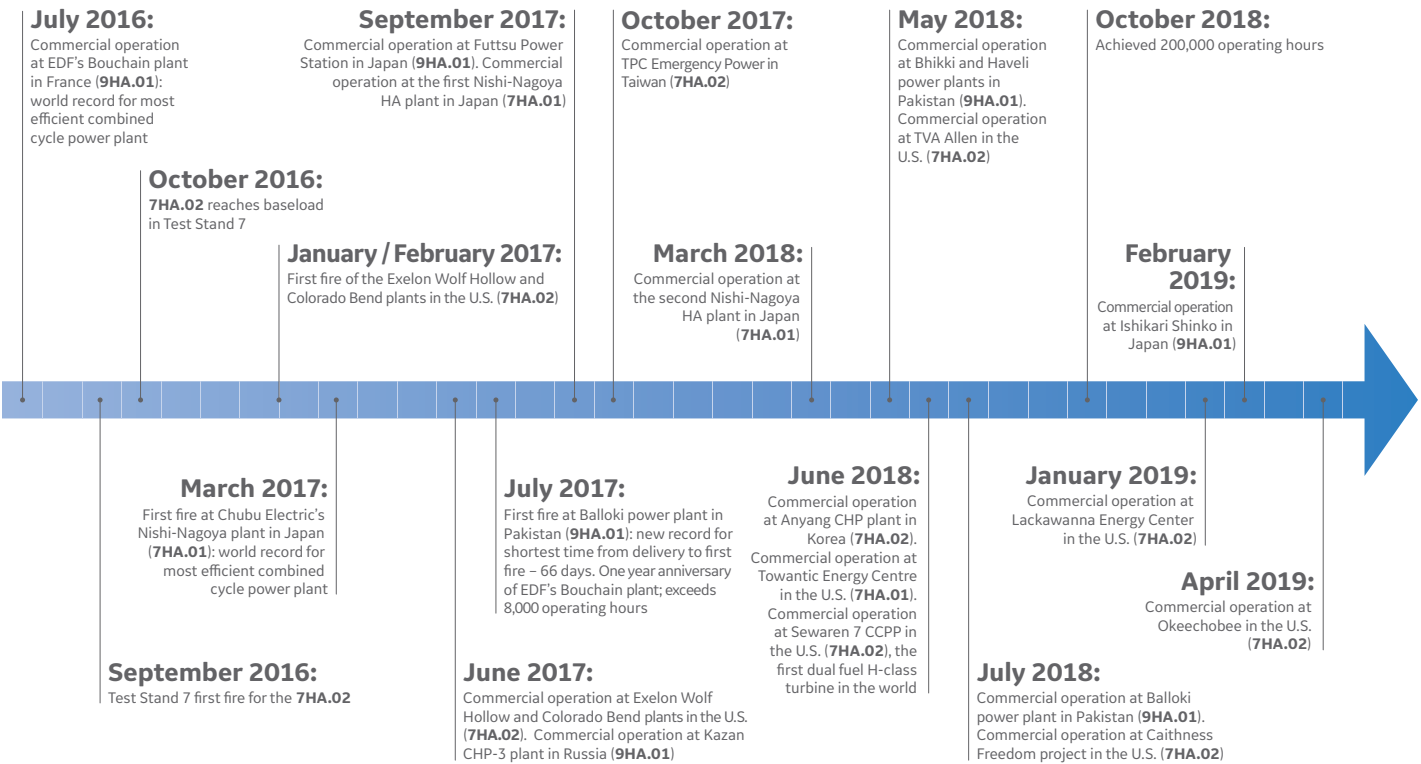 July 2016:
Commercial operation
at EDF's Bouchain plant
in France (9HA.01):
world record for most
efficient combined
cycle power plant
September 2017:
Commercial operation at Futtsu Power
Station in Japan (9HA.01). Commercial
operation at the first Nishi-Nagoya
HA plant in Japan (7HA.01)
October 2017:
Commercial operation at
TPC Emergency Power in
Taiwan (7HA.02)
May 2018:
Commercial operation
at Bhikki and Haveli
power plants in
Pakistan (9HA.01).
Commercial operation
at TVA Allen in the
U.S. (7HA.02)
October 2018:
Achieved 200,000 operating hours
October 2016:
7HA.02 reaches baseload
in Test Stand 7
January / February 2017:
First fire of the Exelon Wolf Hollow and
Colorado Bend plants in the U.S. (7HA.02)
March 2018:
Commercial operation at
the second Nishi-Nagoya
HA plant in Japan
(7HA.01)
February
2019:
Commercial operation
at Ishikari Shinko in
Japan (9HA.01)
March 2017:
First fire at Chubu Electric's
Nishi-Nagoya plant in Japan
(7HA.01): world record for
most efficient combined
cycle power plant
July 2017:
First fire at Balloki power plant in
Pakistan (9HA.01): new record for
shortest time from delivery to first
fire – 66 days. One year anniversary
of EDF's Bouchain plant; exceeds
8,000 operating hours
June 2018:
Commercial operation
at Anyang CHP plant in
Korea (7HA.02).
Commercial operation at
Towantic Energy Centre
in the U.S. (7HA.01).
Commercial operation
at Sewaren 7 CCPP in
the U.S. (7HA.02), the
first dual fuel H-class
turbine in the world
January 2019:
Commercial operation at
Lackawanna Energy Center
in the U.S. (7HA.02)
April 2019:
Commercial operation at
Okeechobee in the U.S.
(7HA.02)
September 2016:
Test Stand 7 first fire for the 7HA.02
June 2017:
Commercial operation at Exelon Wolf
Hollow and Colorado Bend plants in the U.S.
(7HA.02). Commercial operation at Kazan
CHP-3 plant in Russia (9HA.01)
July 2018:
Commercial operation at Balloki
power plant in Pakistan (9HA.01).
Commercial operation at Caithness
Freedom project in the U.S. (7HA.02)